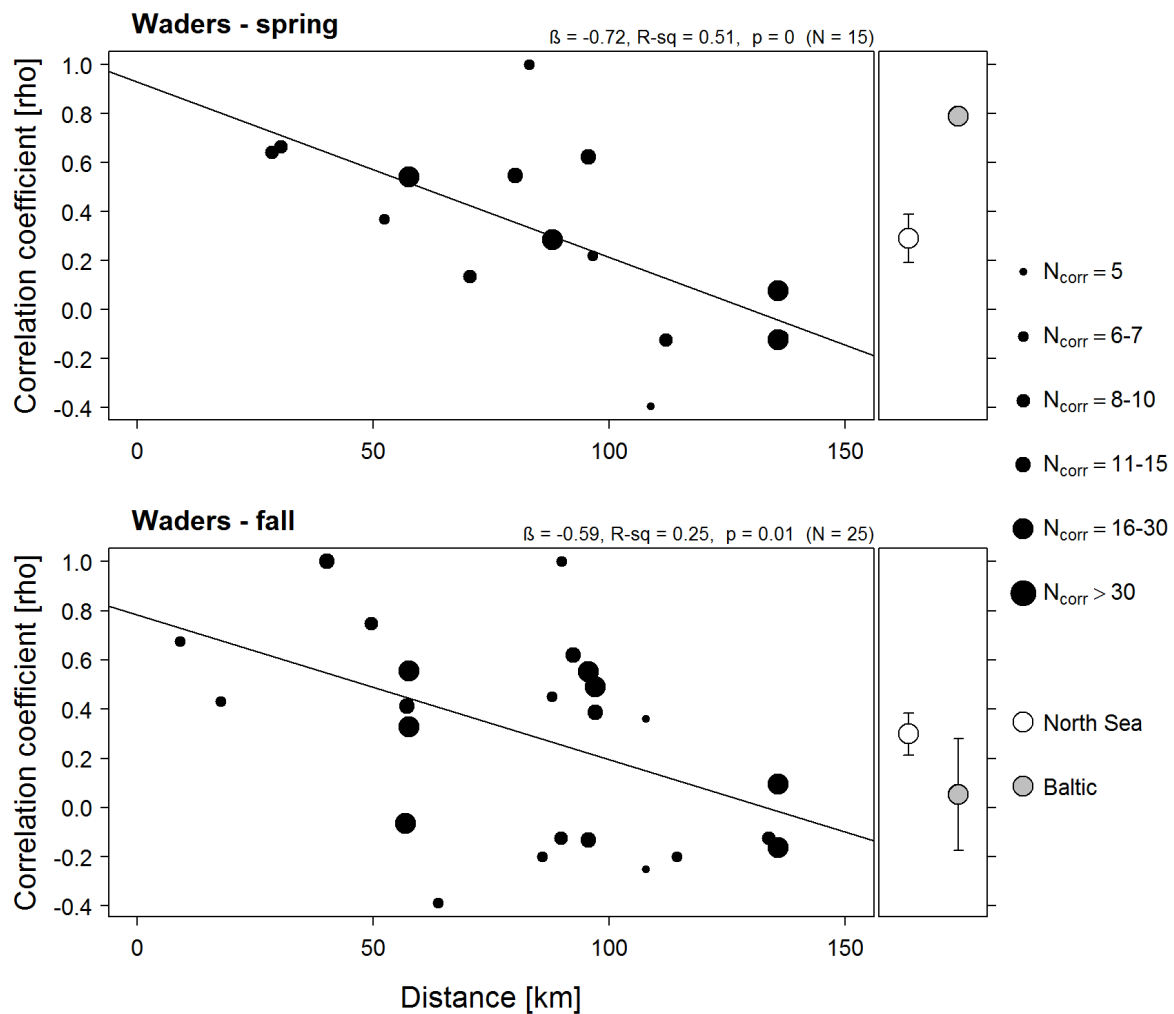 Waders - spring
ß = -0.72, R-sq = 0.51, p = 0 (N = 15)
Correlation coefficient [rho]
1.0
0.8
0.6
0.4
0.2
0.0
-0.2
-0.4
0 50 100 150
Waders - fall
ß = -0.59, R-sq = 0.25, p = 0.01 (N = 25)
Correlation coefficient [rho]
1.0
0.8
0.6
0.4
0.2
0.0
-0.2
-0.4
0 50 100 150
Distance [km]
Ncorr = 5
Ncorr = 6-7
Ncorr = 8-10
Ncorr = 11-15
Ncorr = 16-30
Ncorr > 30
North Sea
Baltic